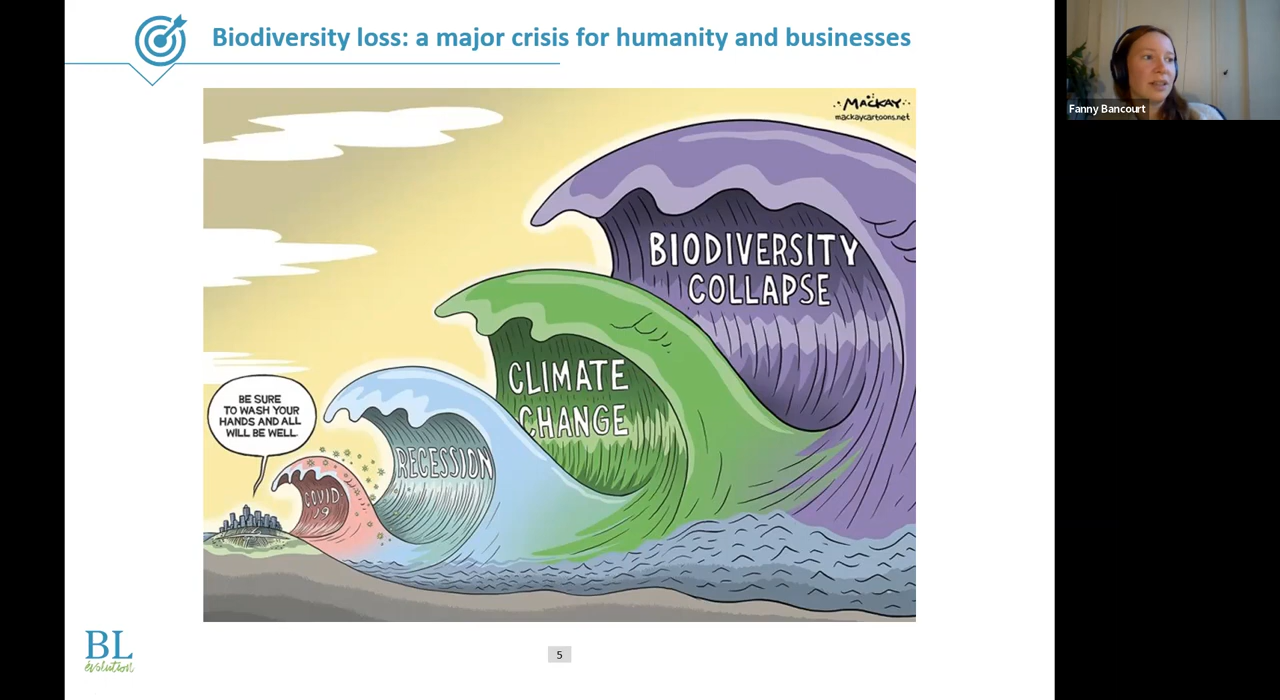 Biodiversity loss: a major crisis for humanity and businesses
Fanny Bancourt
MACKAY
mackaycartoons.net
BIODIVERSITY
COLLAPSE
CLIMATE
CHANGE
BE SURE
TO WASH YOUR
HANDS AND ALL
WILL BE WELL.
RECESSION
COVID
19
BL
évolution
5